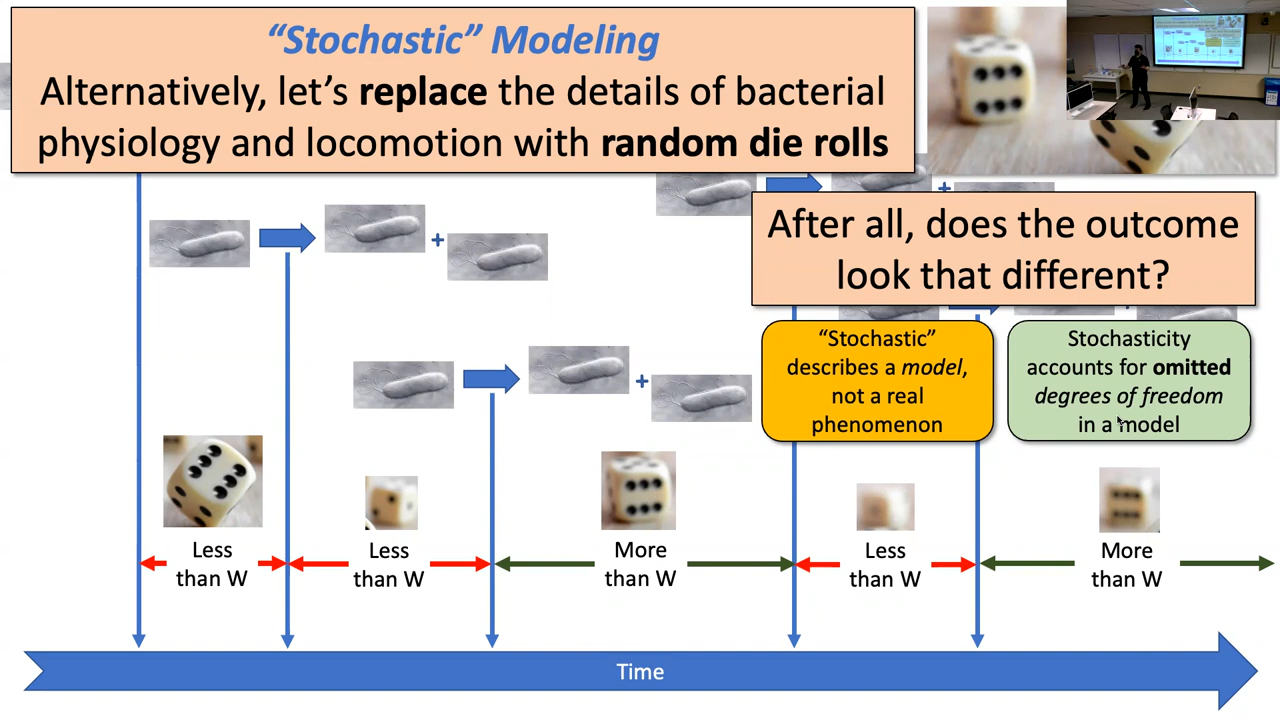 “Stochastic” Modeling
Alternatively, let’s replace the details of bacterial
physiology and locomotion with random die rolls
After all, does the outcome
look that different?
“Stochastic”
describes a model,
not a real
phenomenon
Stochasticity
accounts for omitted
degrees of freedom
in a model
+
+
+
Less
than W
Less
than W
More
than W
Less
than W
More
than W
Time